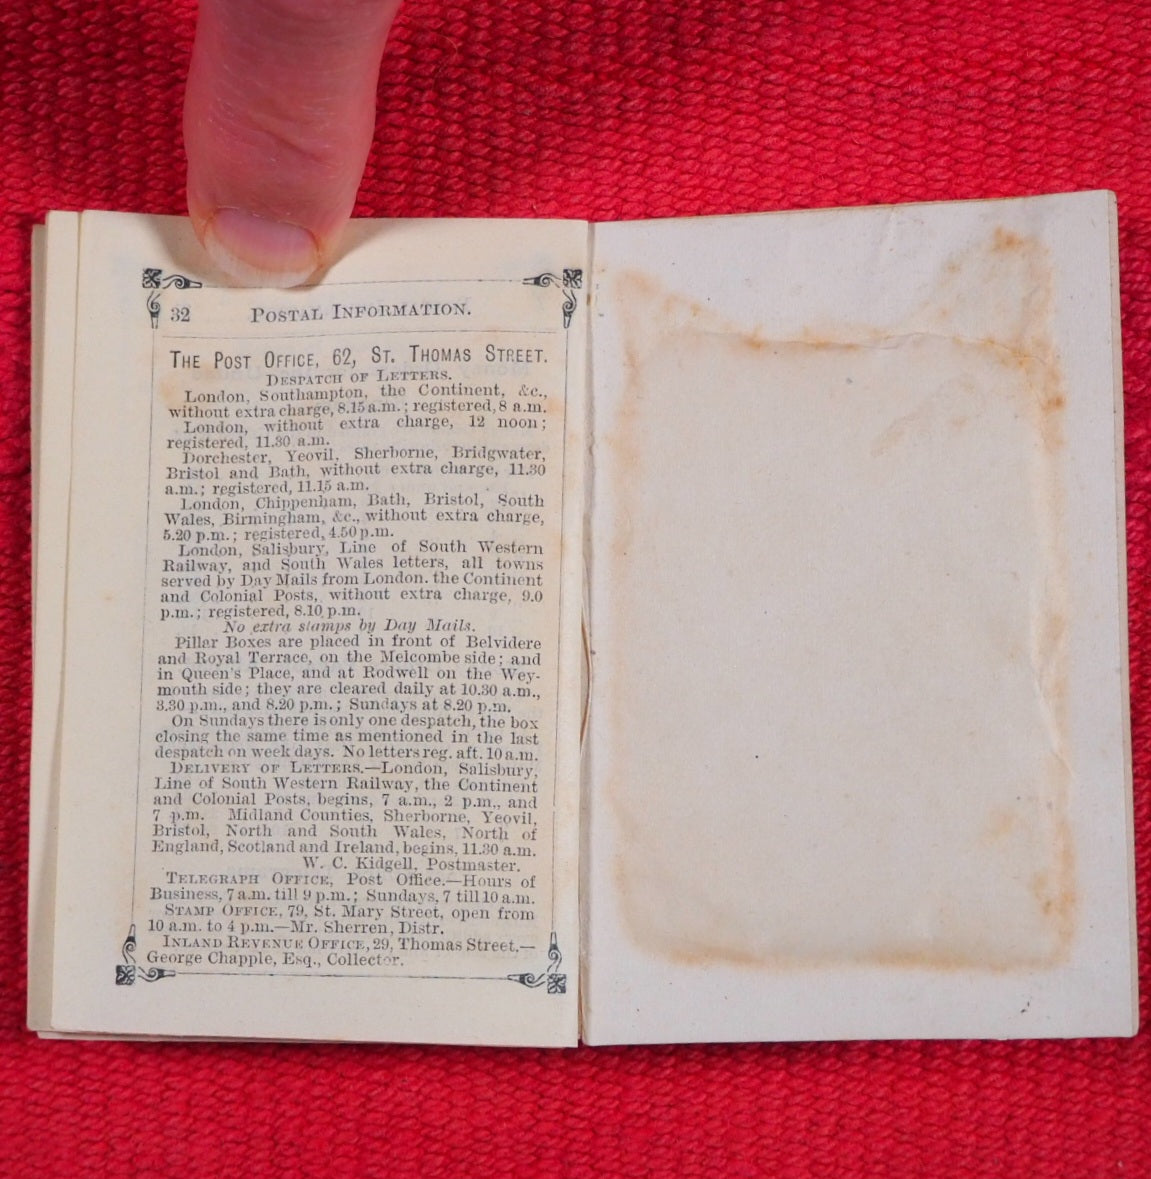 32 POSTAL INFORMATION.
THE POST OFFICE, 62, ST. THOMAS STREET.
DESPATCH OF LETTERS.
London, Southampton, the Continent, &c.,
without extra charge, 8.15 a.m.; registered, 8 a.m.
London, without extra charge, 12 noon;
registered, 11.30 a.m.
Dorchester, Yeovil, Sherborne, Bridgwater,
Bristol and Bath, without extra charge, 11.30
a.m.; registered, 11.15 a.m.
London, Chippenham, Bath, Bristol, South
Wales, Birmingham, &c., without extra charge,
5.20 p.m.; registered, 4.50 p.m.
London, Salisbury, Line of South Western
Railway, and South Wales letters, all towns
served by Day Mails from London. the Continent
and Colonial Posts, without extra charge, 9.0
p.m.; registered, 8.10 p.m.
No extra stamps by Day Mails.
Pillar Boxes are placed in front of Belvidere
and Royal Terrace, on the Melcombe side; and
in Queen's Place, and at Rodwell on the Wey-
mouth side; they are cleared daily at 10.30 a.m.,
3.30 p.m., and 8.20 p.m.; Sundays at 8.20 p.m.
On Sundays there is only one despatch, the box
closing the same time as mentioned in the last
despatch on week days. No letters reg. aft. 10 a.m.
DELIVERY OF LETTERS.—London, Salisbury,
Line of South Western Railway, the Continent
and Colonial Posts, begins, 7 a.m., 2 p.m., and
7 p.m. Midland Counties, Sherborne, Yeovil,
Bristol, North and South Wales, North of
England, Scotland and Ireland, begins, 11.30 a.m.
W. C. Kidgell, Postmaster.
TELEGRAPH OFFICE, Post Office.—Hours of
Business, 7 a.m. till 9 p.m.; Sundays, 7 till 10 a.m.
STAMP OFFICE, 79, St. Mary Street, open from
10 a.m. to 4 p.m.—Mr. Sherren, Distr.
INLAND REVENUE OFFICE, 29, Thomas Street.—
George Chapple, Esq., Collector.